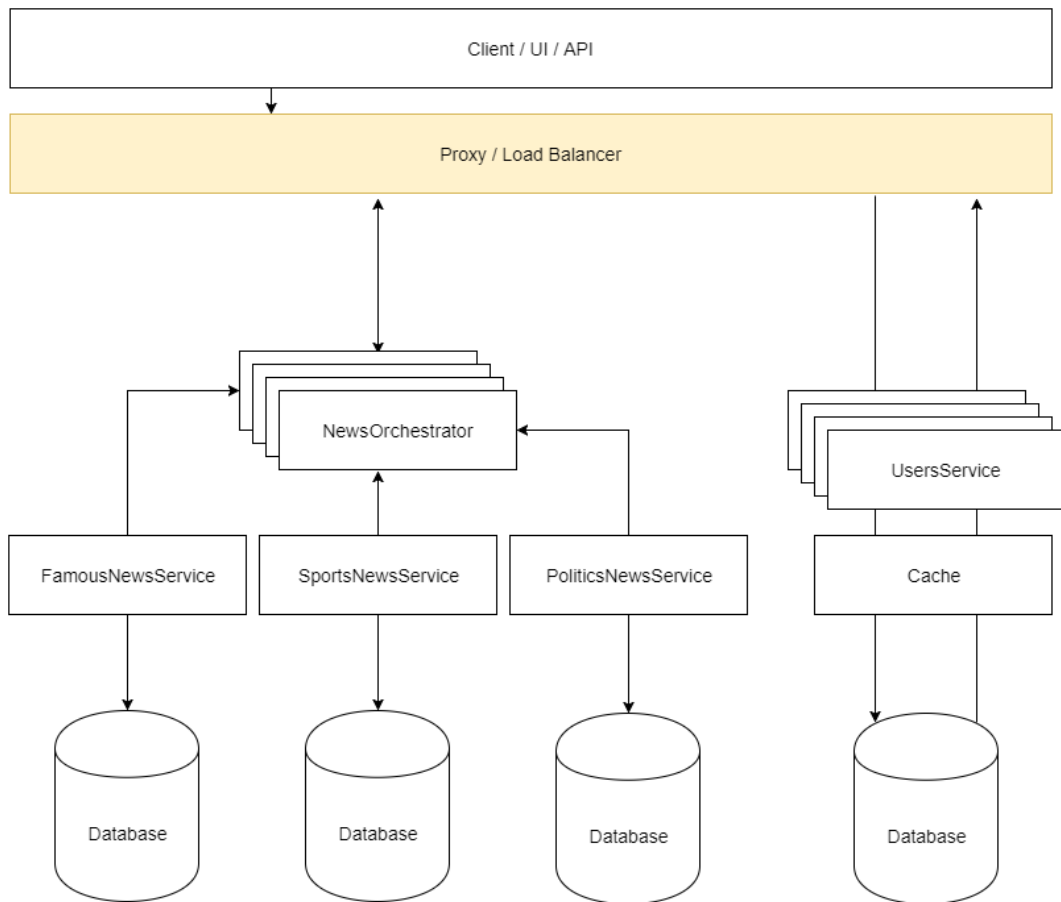 Client / UI / API
Proxy / Load Balancer
NewsOrchestrator
UsersService
FamousNewsService
SportsNewsService
PoliticsNewsService
Cache
Database
Database
Database
Database